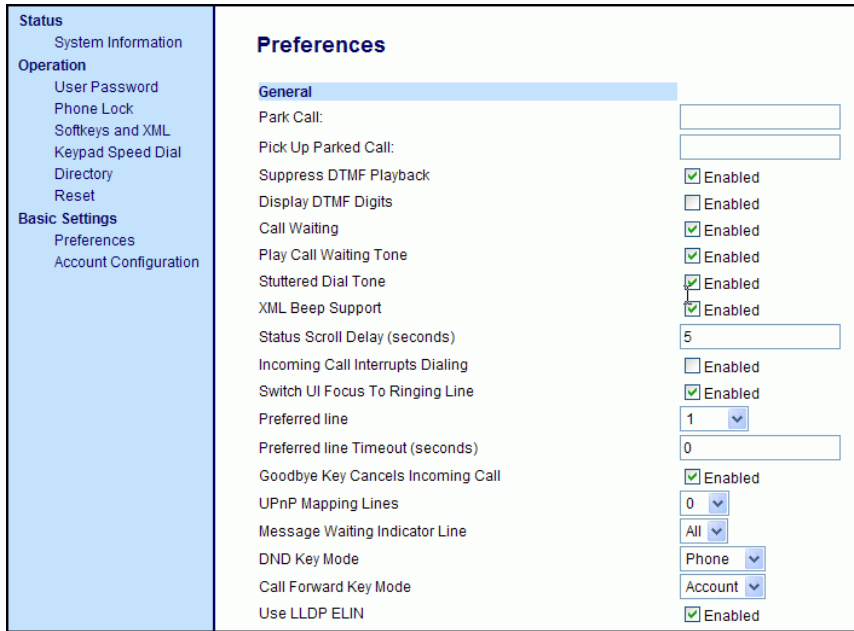 Status
System Information
Operation
User Password
Phone Lock
Softkeys and XML
Keypad Speed Dial
Directory
Reset
Basic Settings
Preferences
Account Configuration
Preferences
General
Park Call:
Pick Up Parked Call:
Suppress DTMF Playback Enabled
Display DTMF Digits Enabled
Call Waiting Enabled
Play Call Waiting Tone Enabled
Stuttered Dial Tone Enabled
XML Beep Support Enabled
Status Scroll Delay (seconds) 5
Incoming Call Interrupts Dialing Enabled
Switch UI Focus To Ringing Line Enabled
Preferred line 1
Preferred line Timeout (seconds) 0
Goodbye Key Cancels Incoming Call Enabled
UPnP Mapping Lines 0
Message Waiting Indicator Line All
DND Key Mode Phone
Call Forward Key Mode Account
Use LLDP ELIN Enabled